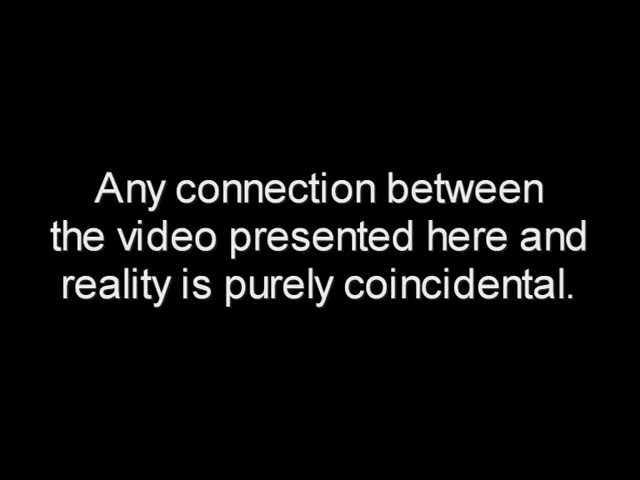 Any connection between
the video presented here and
reality is purely coincidental.